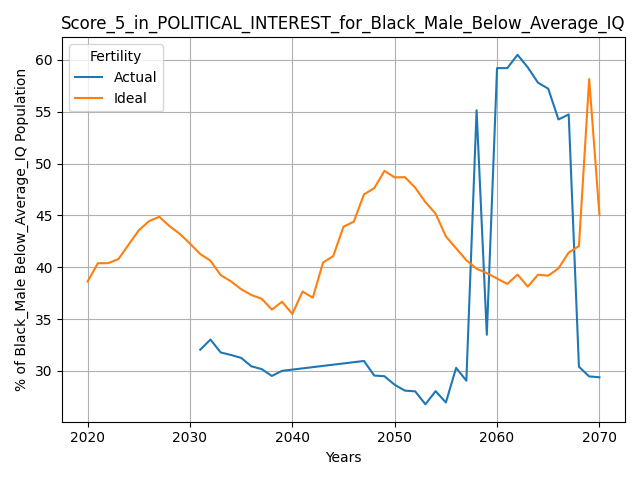 Score_5_in_POLITICAL_INTEREST_for_Black_Male_Below_Average_IQ
Fertility
Actual
Ideal
% of Black_Male Below_Average_IQ Population
60
55
50
45
40
35
30
2020 2030 2040 2050 2060 2070
Years